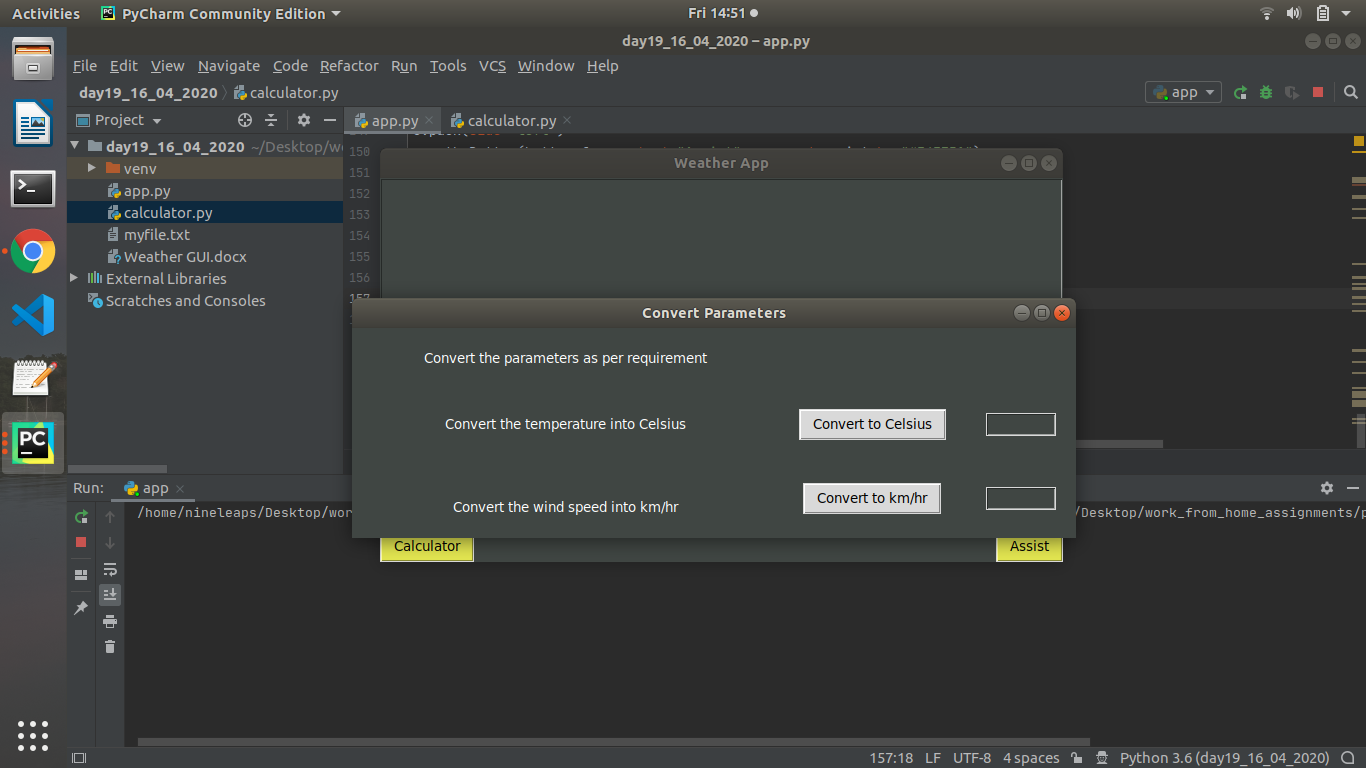 Activities PyCharm Community Edition Fri 14:51
day19_16_04_2020 – app.py
File Edit View Navigate Code Refactor Run Tools VCS Window Help
day19_16_04_2020 calculator.py app
Project app.py calculator.py
day19_16_04_2020 ~/Desktop/w
venv
app.py
calculator.py
myfile.txt
Weather GUI.docx
External Libraries
Scratches and Consoles
150
151
152
153
154
155
156
157
Weather App
Convert Parameters
Convert the parameters as per requirement
Convert the temperature into Celsius Convert to Celsius
Convert the wind speed into km/hr Convert to km/hr
Calculator Assist
Run: app
/home/nineleaps/Desktop/wor /Desktop/work_from_home_assignments/p
157:18 LF UTF-8 4 spaces Python 3.6 (day19_16_04_2020)